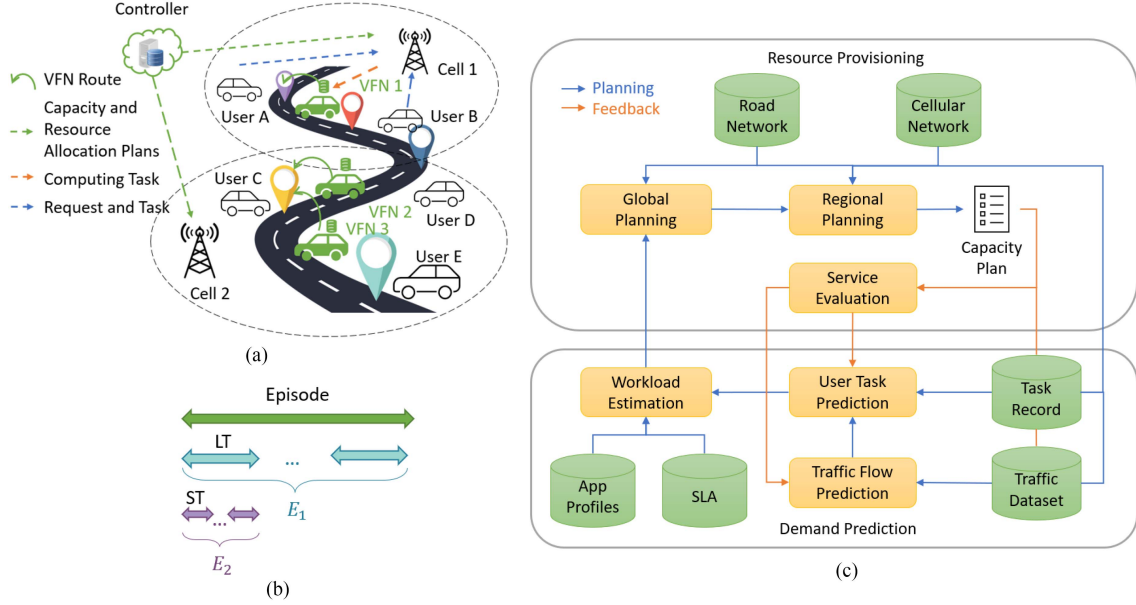 (a)
Controller
VFN Route
Capacity and
Resource
Allocation Plans
Computing Task
Request and Task
Cell 1
VFN 1
User A
User B
User C
VFN 2
User D
VFN 3
User E
Cell 2
(a)
Episode
LT
...
E1
ST
...
E2
(b)
Resource Provisioning
Planning
Feedback
Road
Network
Cellular
Network
Global
Planning
Regional
Planning
Capacity
Plan
Service
Evaluation
Workload
Estimation
User Task
Prediction
Task
Record
App
Profiles
SLA
Traffic Flow
Prediction
Traffic
Dataset
Demand Prediction
(c)